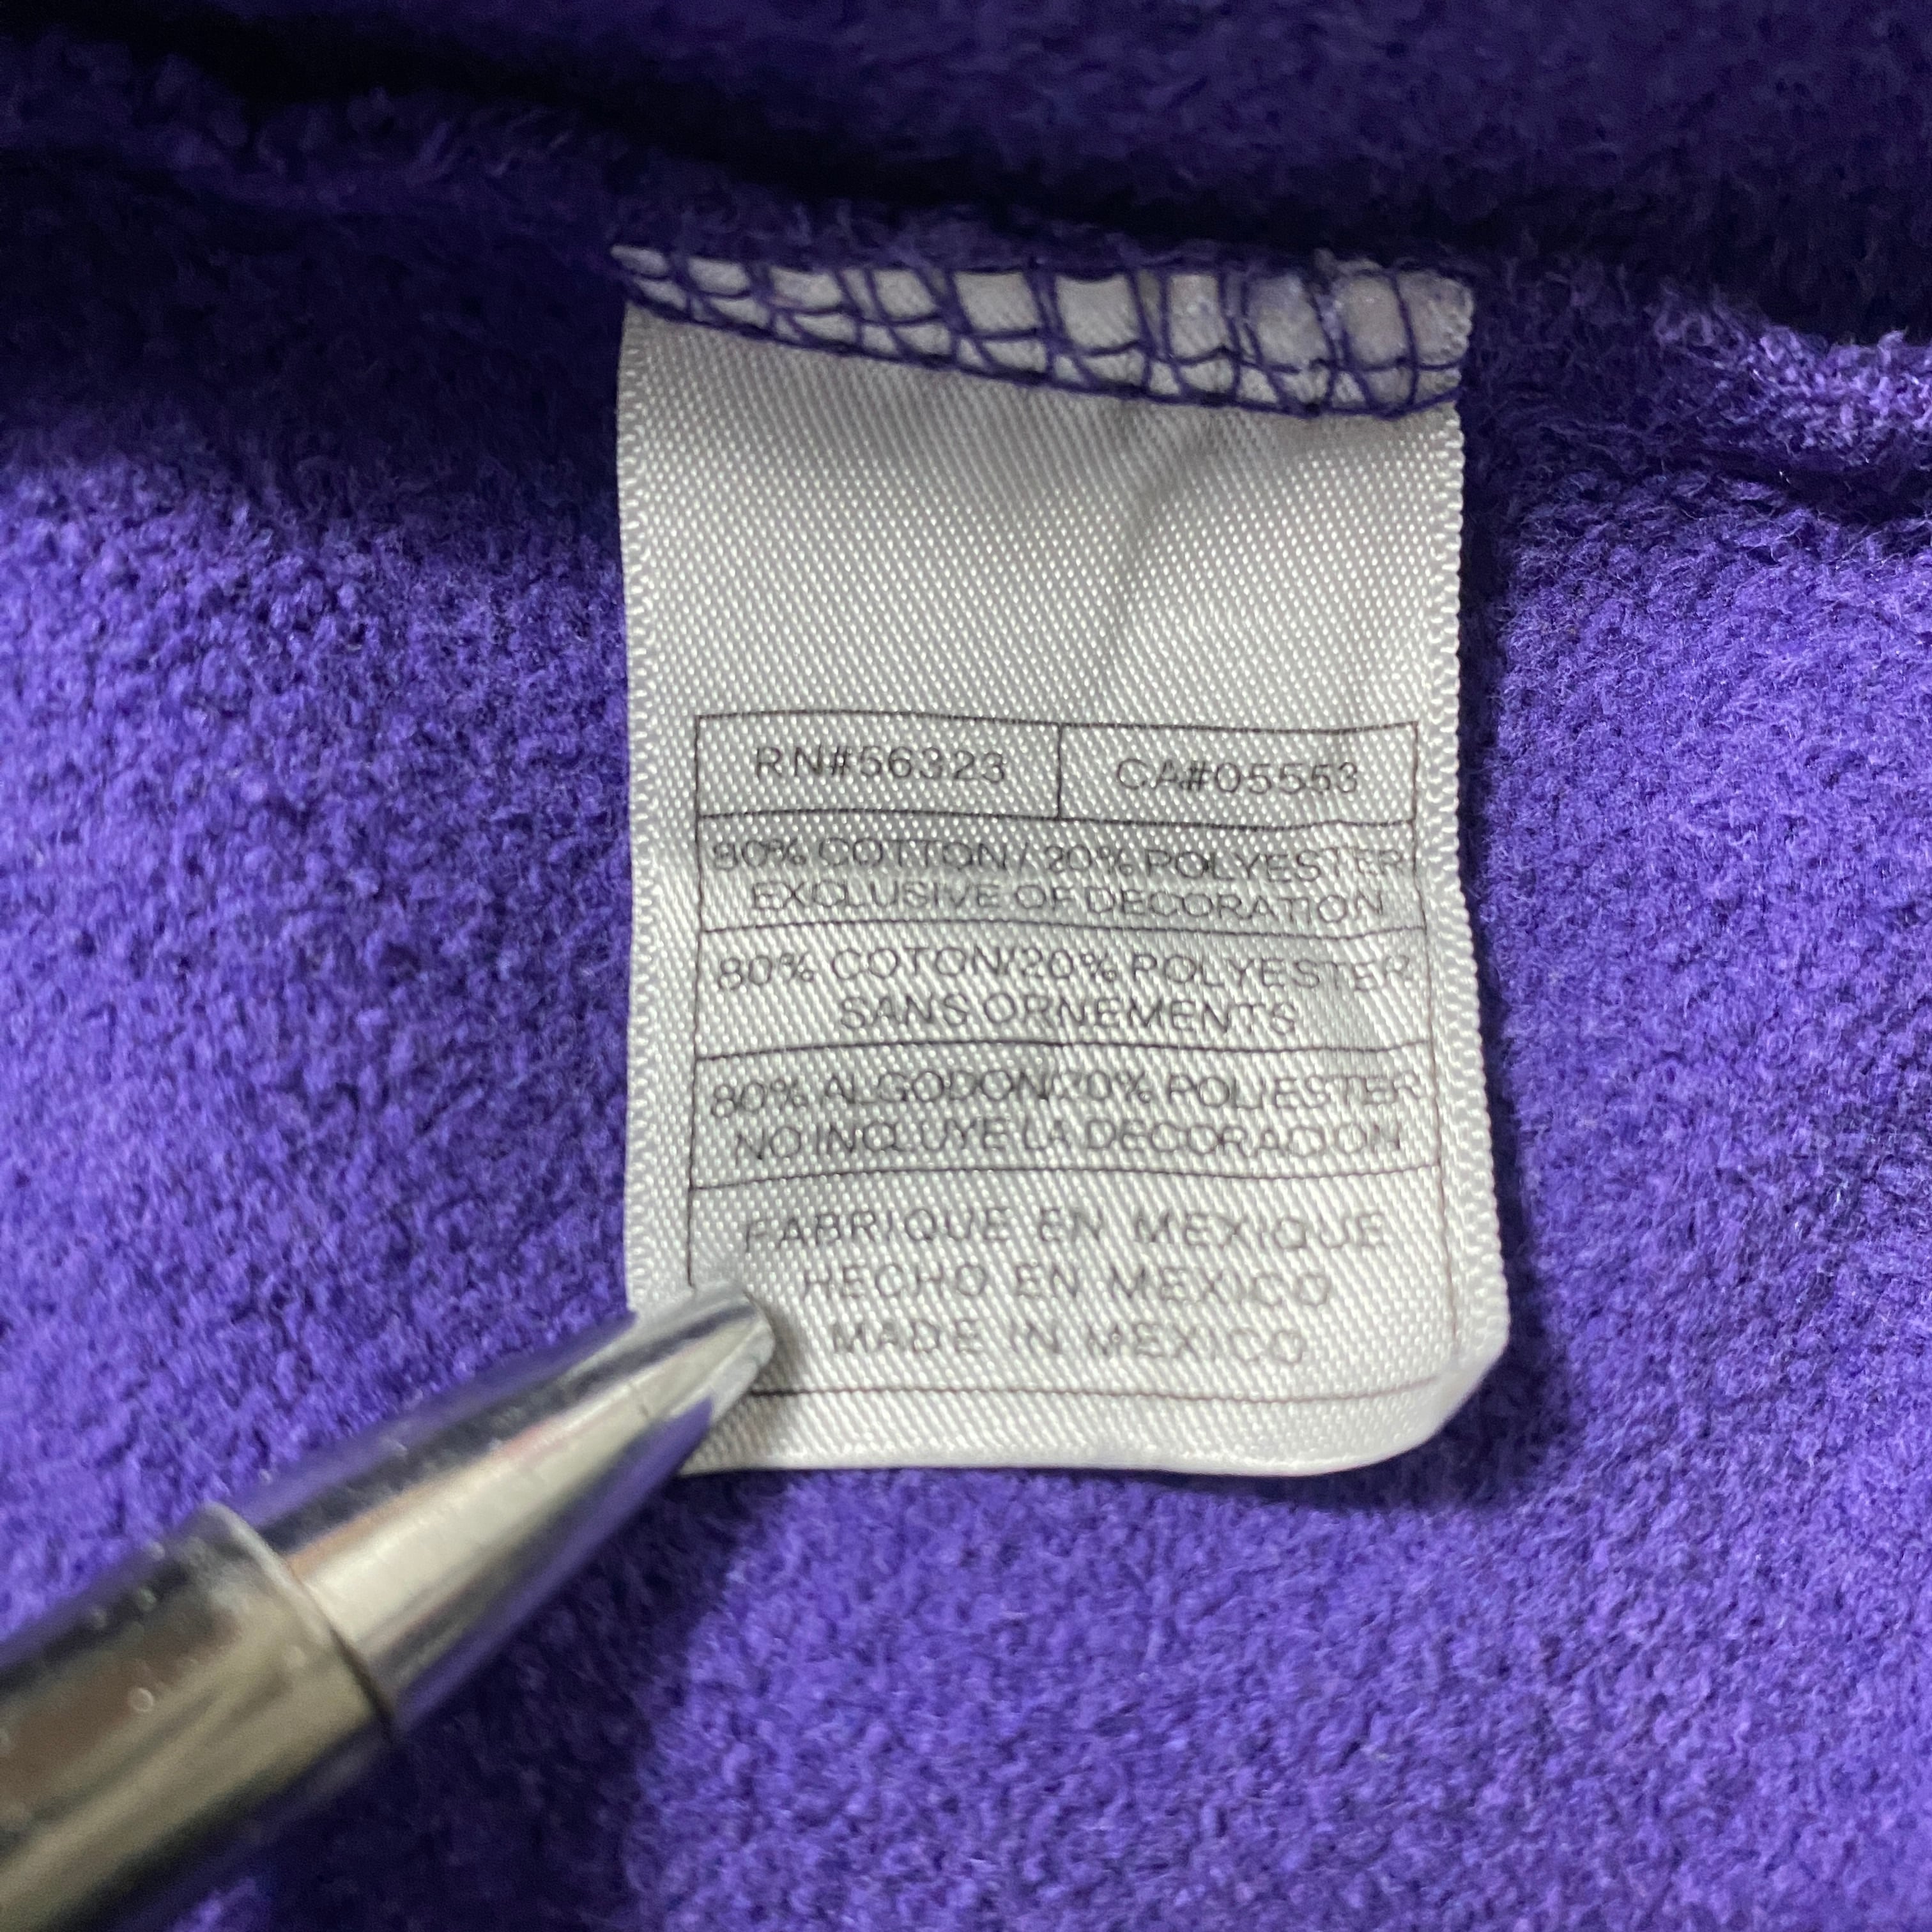 RN#56323 CA#05553
80% COTTON/20% POLYESTER
EXCLUSIVE OF DECORATION
80% COTON/20% POLYESTER
SANS ORNEMENTS
80% ALGODON/20% POLIESTER
NO INCLUYE LA DECORACION
FABRIQUE EN MEXIQUE
HECHO EN MEXICO
MADE IN MEXICO